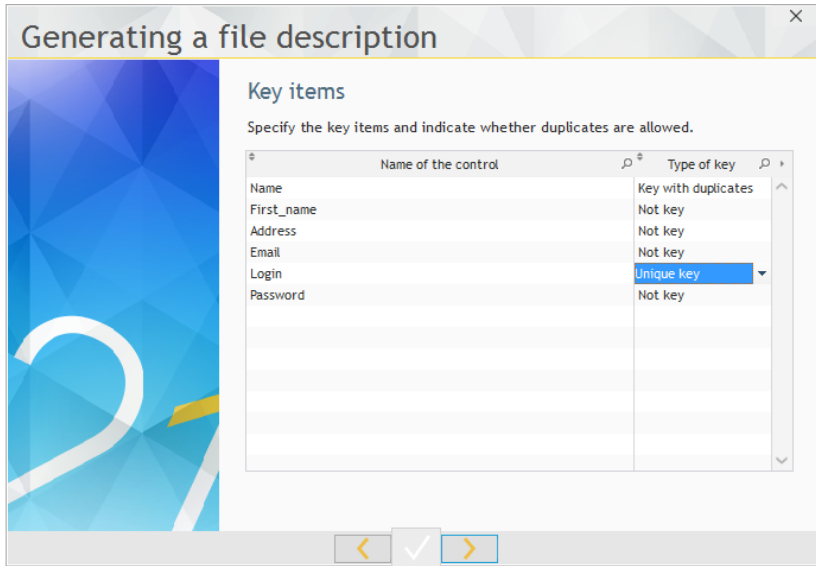 Generating a file description
Key items
Specify the key items and indicate whether duplicates are allowed.
Name of the control Type of key
Name Key with duplicates
First_name Not key
Address Not key
Email Not key
Login Unique key
Password Not key